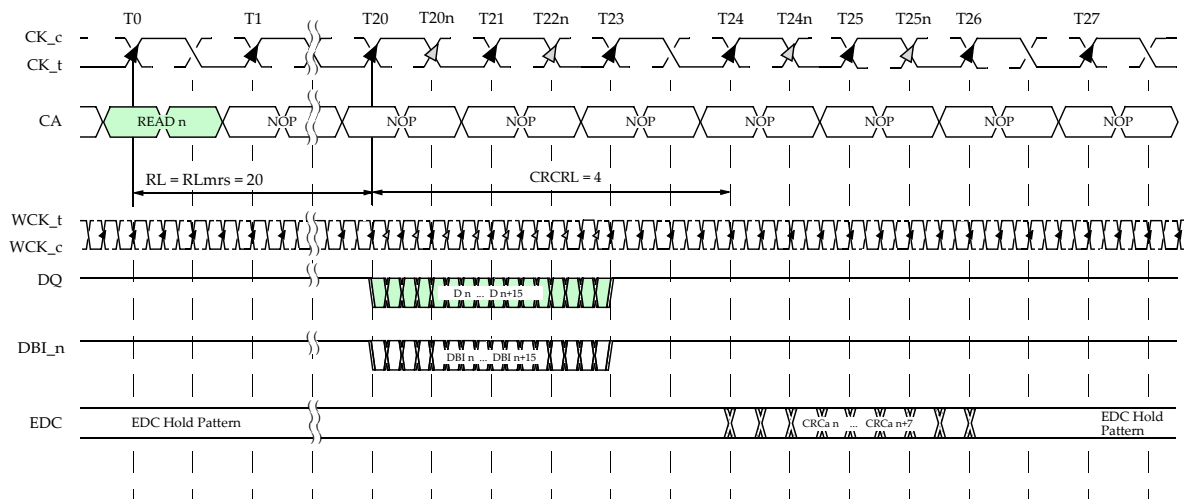 T0 T1 T20 T20n T21 T22n T23 T24 T24n T25 T25n T26 T27
CK_c
CK_t
CA READ n NOP NOP NOP NOP NOP NOP NOP NOP
RL = RLmrs = 20 CRCRL = 4
WCK_t
WCK_c
DQ
D n ... D n+15
DBI_n
DBI n ... DBI n+15
EDC EDC Hold Pattern CRCa n ... CRCa n+7 EDC Hold
Pattern